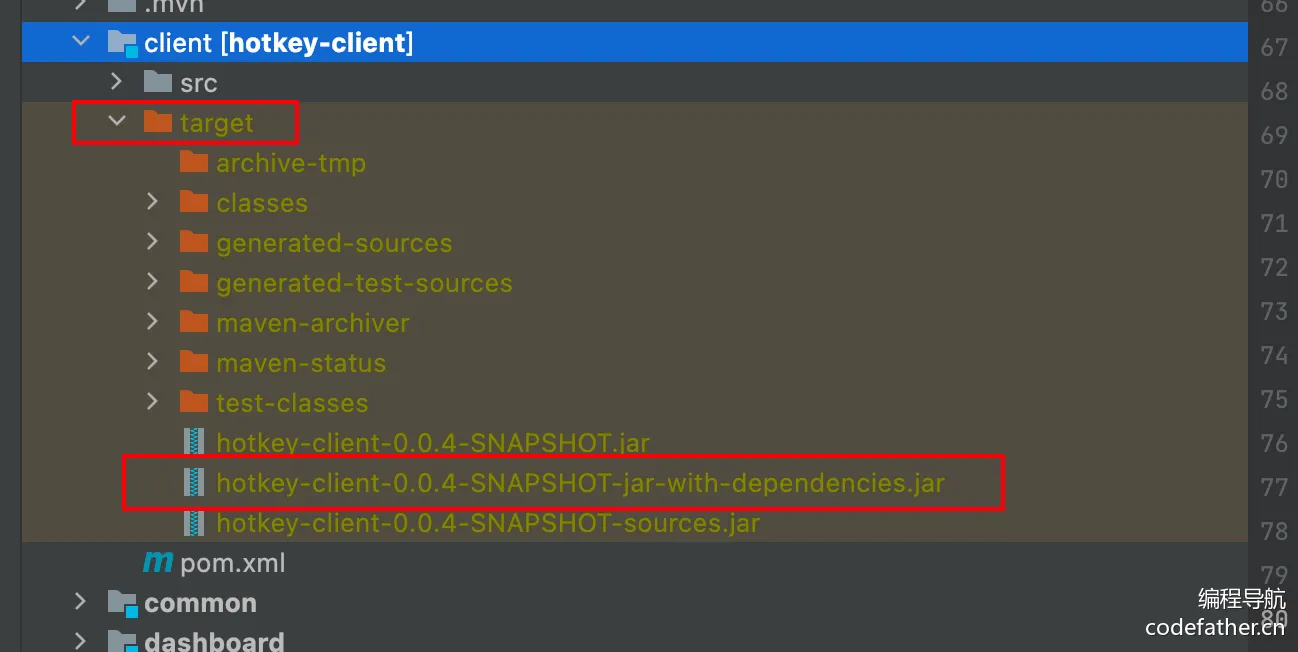 .mvn
66
client [hotkey-client]
67
src
68
target
69
archive-tmp
70
classes
71
generated-sources
72
generated-test-sources
73
maven-archiver
74
maven-status
75
test-classes
76
hotkey-client-0.0.4-SNAPSHOT.jar
77
hotkey-client-0.0.4-SNAPSHOT-jar-with-dependencies.jar
78
hotkey-client-0.0.4-SNAPSHOT-sources.jar
79
m pom.xml
80
common
dashboard
编程导航
codefather.cn